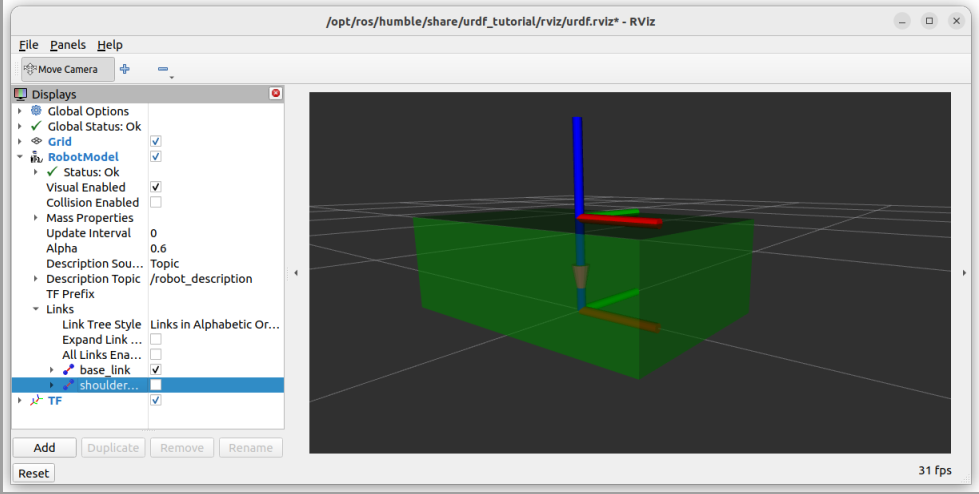 /opt/ros/humble/share/urdf_tutorial/rviz/urdf.rviz* - RViz
File Panels Help
Move Camera
Displays
Global Options
Global Status: Ok
Grid
RobotModel
Status: Ok
Visual Enabled
Collision Enabled
Mass Properties
Update Interval 0
Alpha 0.6
Description Sou... Topic
Description Topic /robot_description
TF Prefix
Links
Link Tree Style Links in Alphabetic Or...
Expand Link ...
All Links Ena...
base_link
shoulder...
TF
Add Duplicate Remove Rename
Reset 31 fps